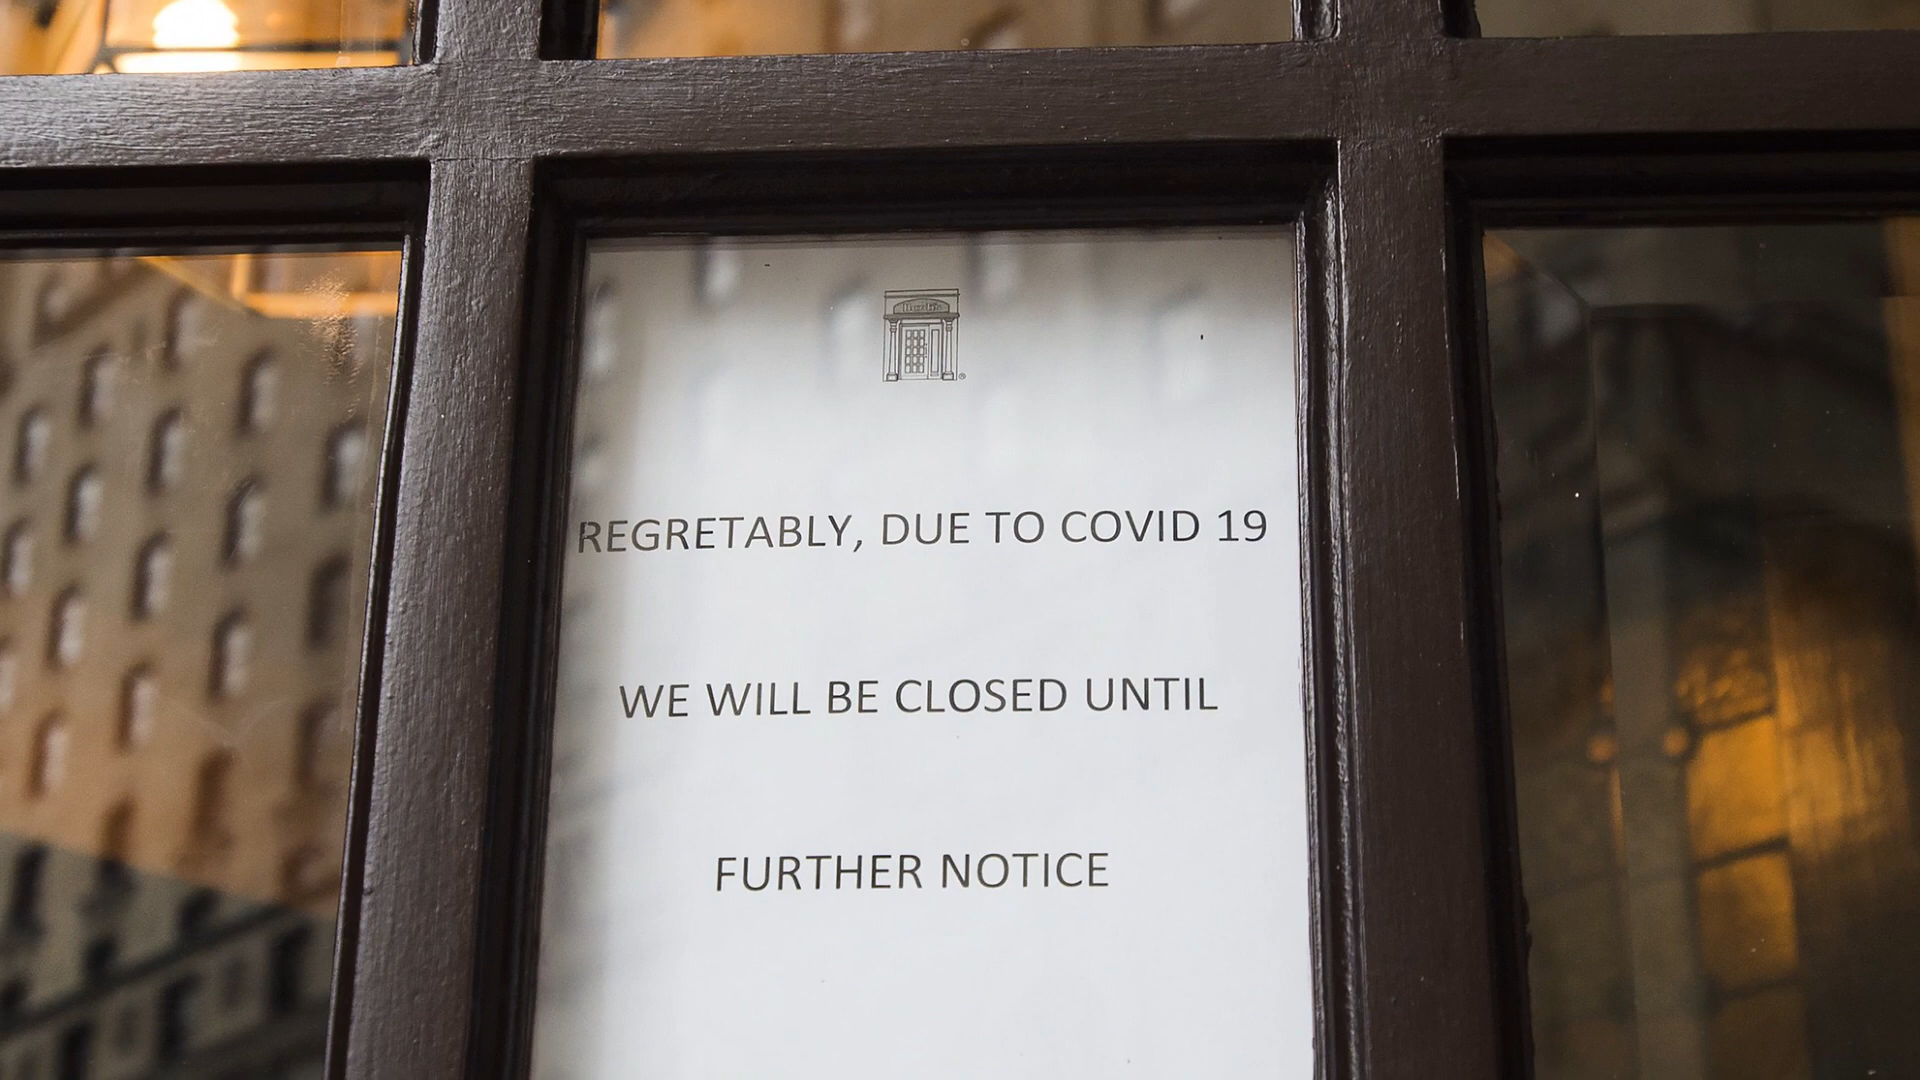 REGRETABLY, DUE TO COVID 19
WE WILL BE CLOSED UNTIL
FURTHER NOTICE